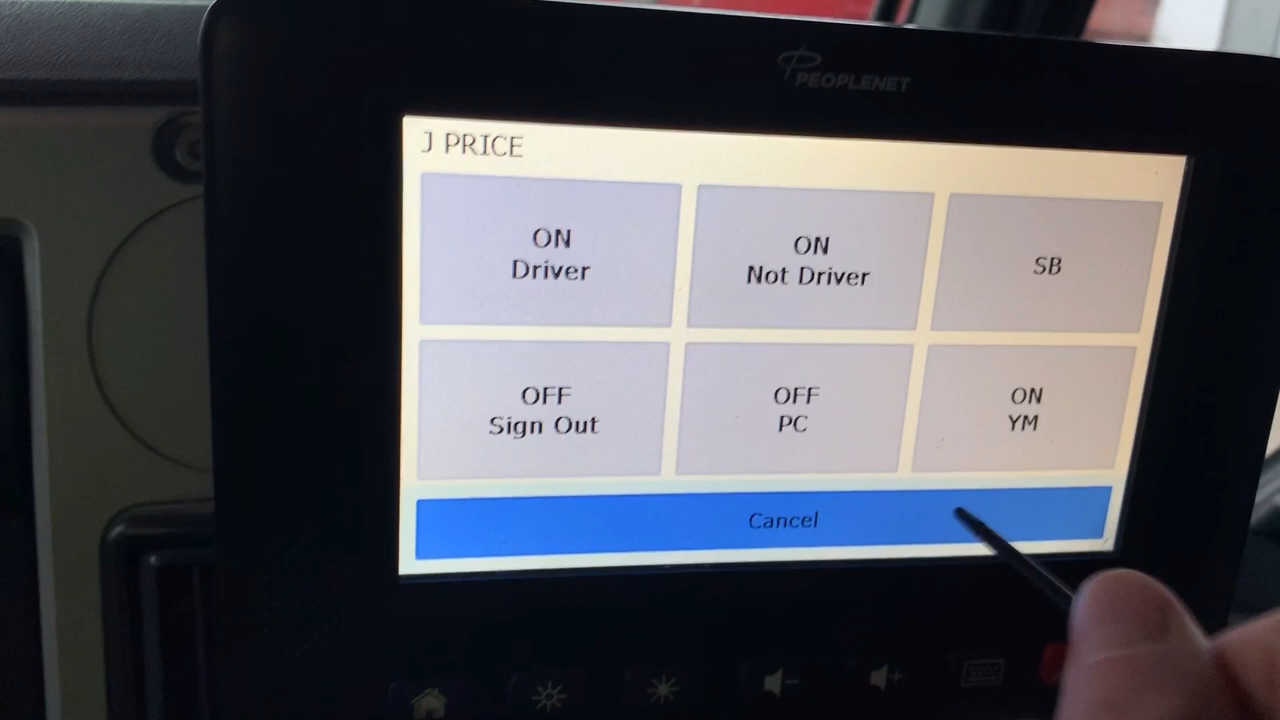 PEOPLENET
J PRICE
ON
Driver
ON
Not Driver
SB
OFF
Sign Out
OFF
PC
ON
YM
Cancel